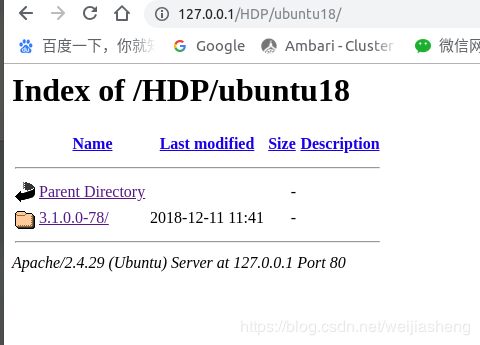 127.0.0.1/HDP/ubuntu18/
百度一下，你就知 Google Ambari - Cluster 微信网
Index of /HDP/ubuntu18
Name Last modified Size Description
Parent Directory -
3.1.0.0-78/ 2018-12-11 11:41 -
Apache/2.4.29 (Ubuntu) Server at 127.0.0.1 Port 80
https://blog.csdn.net/weijiasheng